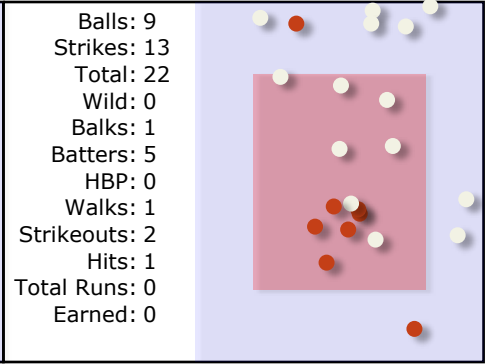 Balls: 9
Strikes: 13
Total: 22
Wild: 0
Balks: 1
Batters: 5
HBP: 0
Walks: 1
Strikeouts: 2
Hits: 1
Total Runs: 0
Earned: 0